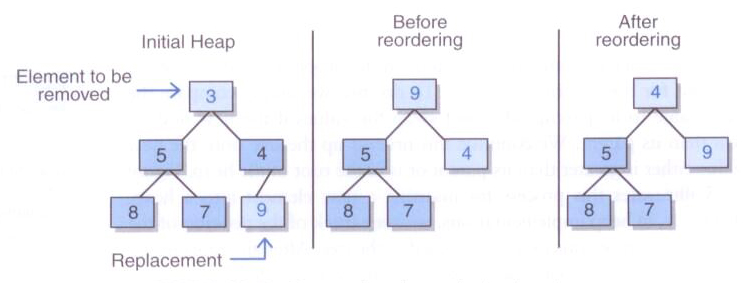 Initial Heap
Before
reordering
After
reordering
Element to be
removed
3
5
4
8
7
9
Replacement
9
5
4
8
7
4
5
9
8
7